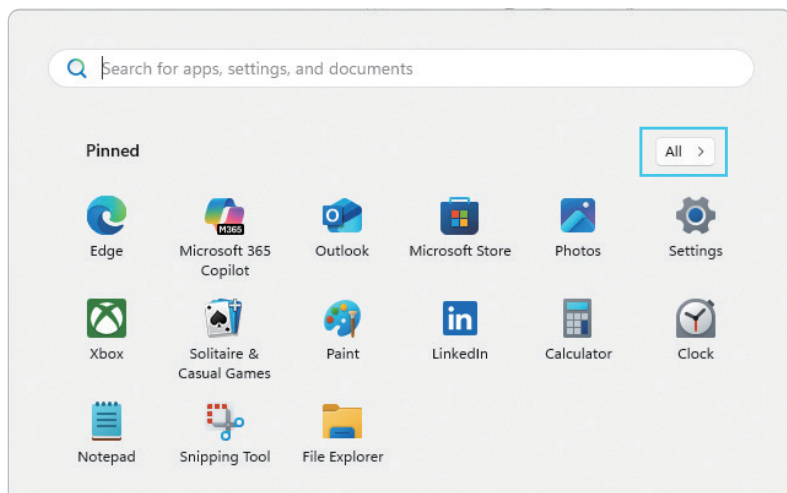 Search for apps, settings, and documents
Pinned
All >
Edge
Microsoft 365
Copilot
Outlook
Microsoft Store
Photos
Settings
M365
Xbox
Solitaire &
Casual Games
Paint
LinkedIn
Calculator
Clock
in
Notepad
Snipping Tool
File Explorer